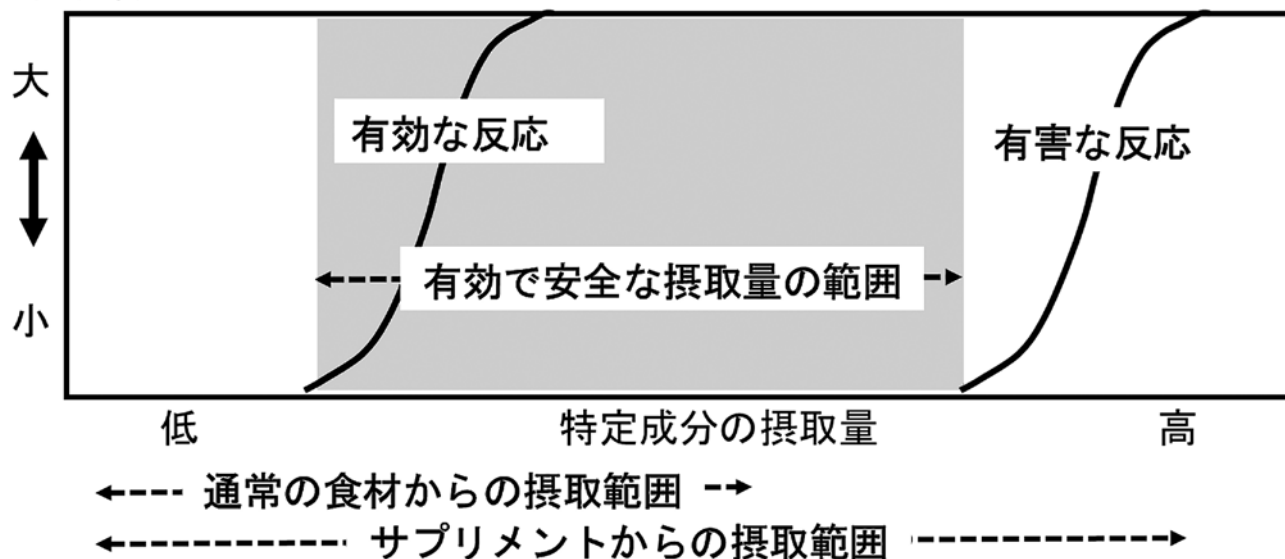 大
小
有効な反応
有害な反応
有効で安全な摂取量の範囲
低 特定成分の摂取量 高
通常の食材からの摂取範囲
サプリメントからの摂取範囲